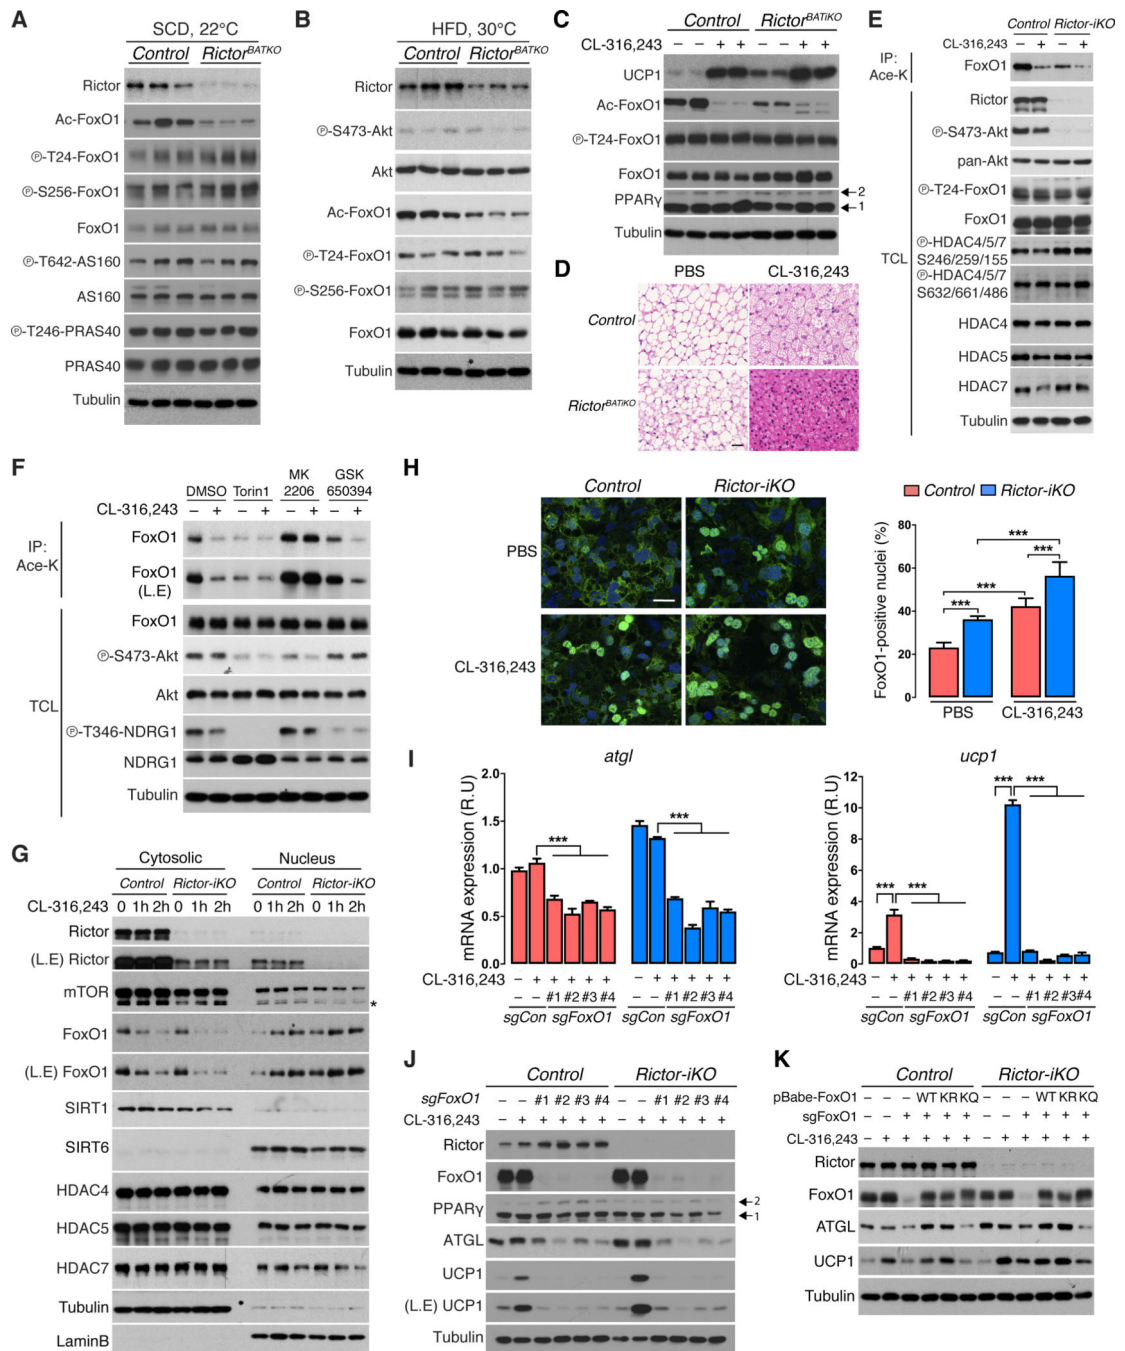 A
SCD, 22°C
Control Rictor^BATKO
Rictor
Ac-FoxO1
Ⓟ-T24-FoxO1
Ⓟ-S256-FoxO1
FoxO1
Ⓟ-T642-AS160
AS160
Ⓟ-T246-PRAS40
PRAS40
Tubulin
B
HFD, 30°C
Control Rictor^BATKO
Rictor
Ⓟ-S473-Akt
Akt
Ac-FoxO1
Ⓟ-T24-FoxO1
Ⓟ-S256-FoxO1
FoxO1
Tubulin
C
Control Rictor^BATiKO
CL-316,243 – – + + – – + +
UCP1
Ac-FoxO1
Ⓟ-T24-FoxO1
FoxO1
PPARγ
2
1
Tubulin
D
PBS CL-316,243
Control
Rictor^BATiKO
E
Control Rictor-iKO
CL-316,243 – + – +
IP:
Ace-K
FoxO1
TCL
Rictor
Ⓟ-S473-Akt
pan-Akt
Ⓟ-T24-FoxO1
FoxO1
Ⓟ-HDAC4/5/7
S246/259/155
Ⓟ-HDAC4/5/7
S632/661/486
HDAC4
HDAC5
HDAC7
Tubulin
F
DMSO Torin1 MK 2206 GSK 650394
CL-316,243 – + – + – + – +
IP:
Ace-K
FoxO1
FoxO1
(L.E)
TCL
FoxO1
Ⓟ-S473-Akt
Akt
Ⓟ-T346-NDRG1
NDRG1
Tubulin
G
Cytosolic Nucleus
Control Rictor-iKO Control Rictor-iKO
CL-316,243 0 1h 2h 0 1h 2h 0 1h 2h 0 1h 2h
Rictor
(L.E) Rictor
mTOR
*
FoxO1
(L.E) FoxO1
SIRT1
SIRT6
HDAC4
HDAC5
HDAC7
Tubulin
LaminB
H
Control Rictor-iKO
PBS
CL-316,243
Control Rictor-iKO
FoxO1-positive nuclei (%)
80
60
40
20
0
*** *** *** ***
PBS CL-316,243
I
atgl
mRNA expression (R.U)
2.0
1.5
1.0
0.5
0.0
*** ***
CL-316,243 – + + + + + – + + + + +
– – #1 #2 #3 #4 – – #1 #2 #3 #4
sgCon sgFoxO1 sgCon sgFoxO1
ucp1
mRNA expression (R.U)
12
10
8
6
4
2
0
*** *** *** ***
CL-316,243 – + + + + + – + + + + +
– – #1 #2 #3 #4 – – #1 #2 #3 #4
sgCon sgFoxO1 sgCon sgFoxO1
J
Control Rictor-iKO
sgFoxO1 – – #1 #2 #3 #4 – – #1 #2 #3 #4
CL-316,243 – + + + + + – + + + + +
Rictor
FoxO1
PPARγ
2
1
ATGL
UCP1
(L.E) UCP1
Tubulin
K
Control Rictor-iKO
pBabe-FoxO1 – – – WT KR KQ – – – WT KR KQ
sgFoxO1 – – + + + + – – + + + +
CL-316,243 – + + + + + – + + + + +
Rictor
FoxO1
ATGL
UCP1
Tubulin